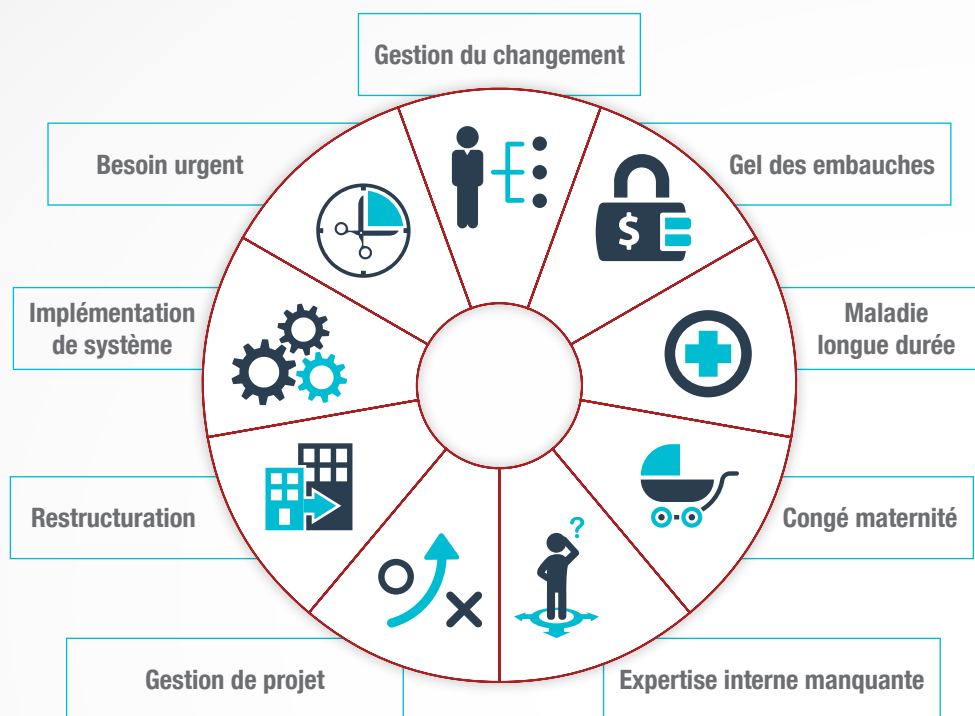 Gestion du changement
Besoin urgent
Gel des embauches
$
Implémentation
de système
Maladie
longue durée
Restructuration
Congé maternité
?
Gestion de projet
Expertise interne manquante